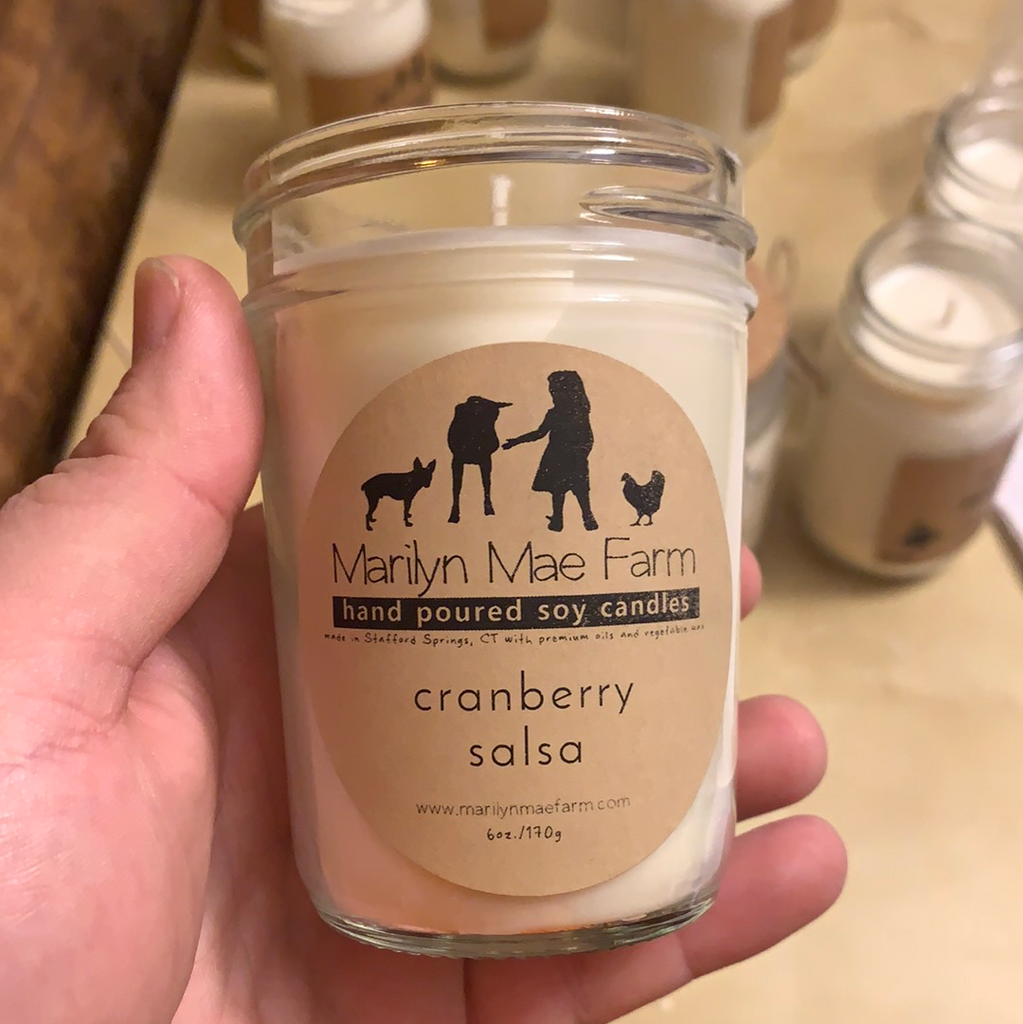 Marilyn Mae Farm
hand poured soy candles
made in Stafford Springs, CT with premium oils and vegetable wax
cranberry
salsa
www.marilynmaefarm.com
6oz./170g